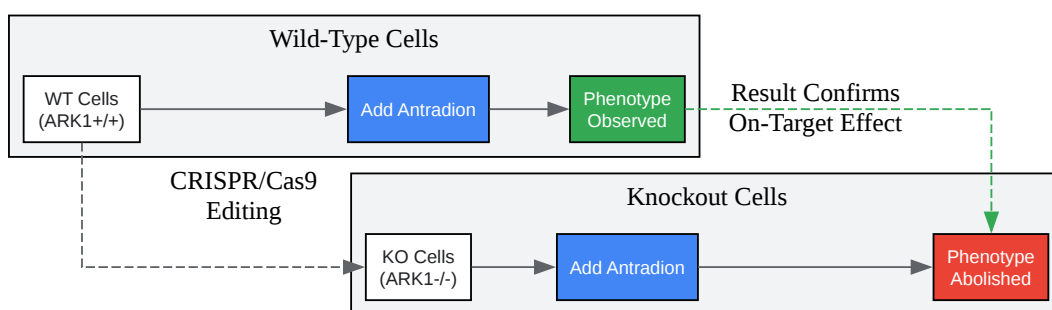 Wild-Type Cells
WT Cells
(ARK1+/+)
Add Antradion
Phenotype
Observed
Result Confirms
On-Target Effect
CRISPR/Cas9
Editing
Knockout Cells
KO Cells
(ARK1-/-)
Add Antradion
Phenotype
Abolished